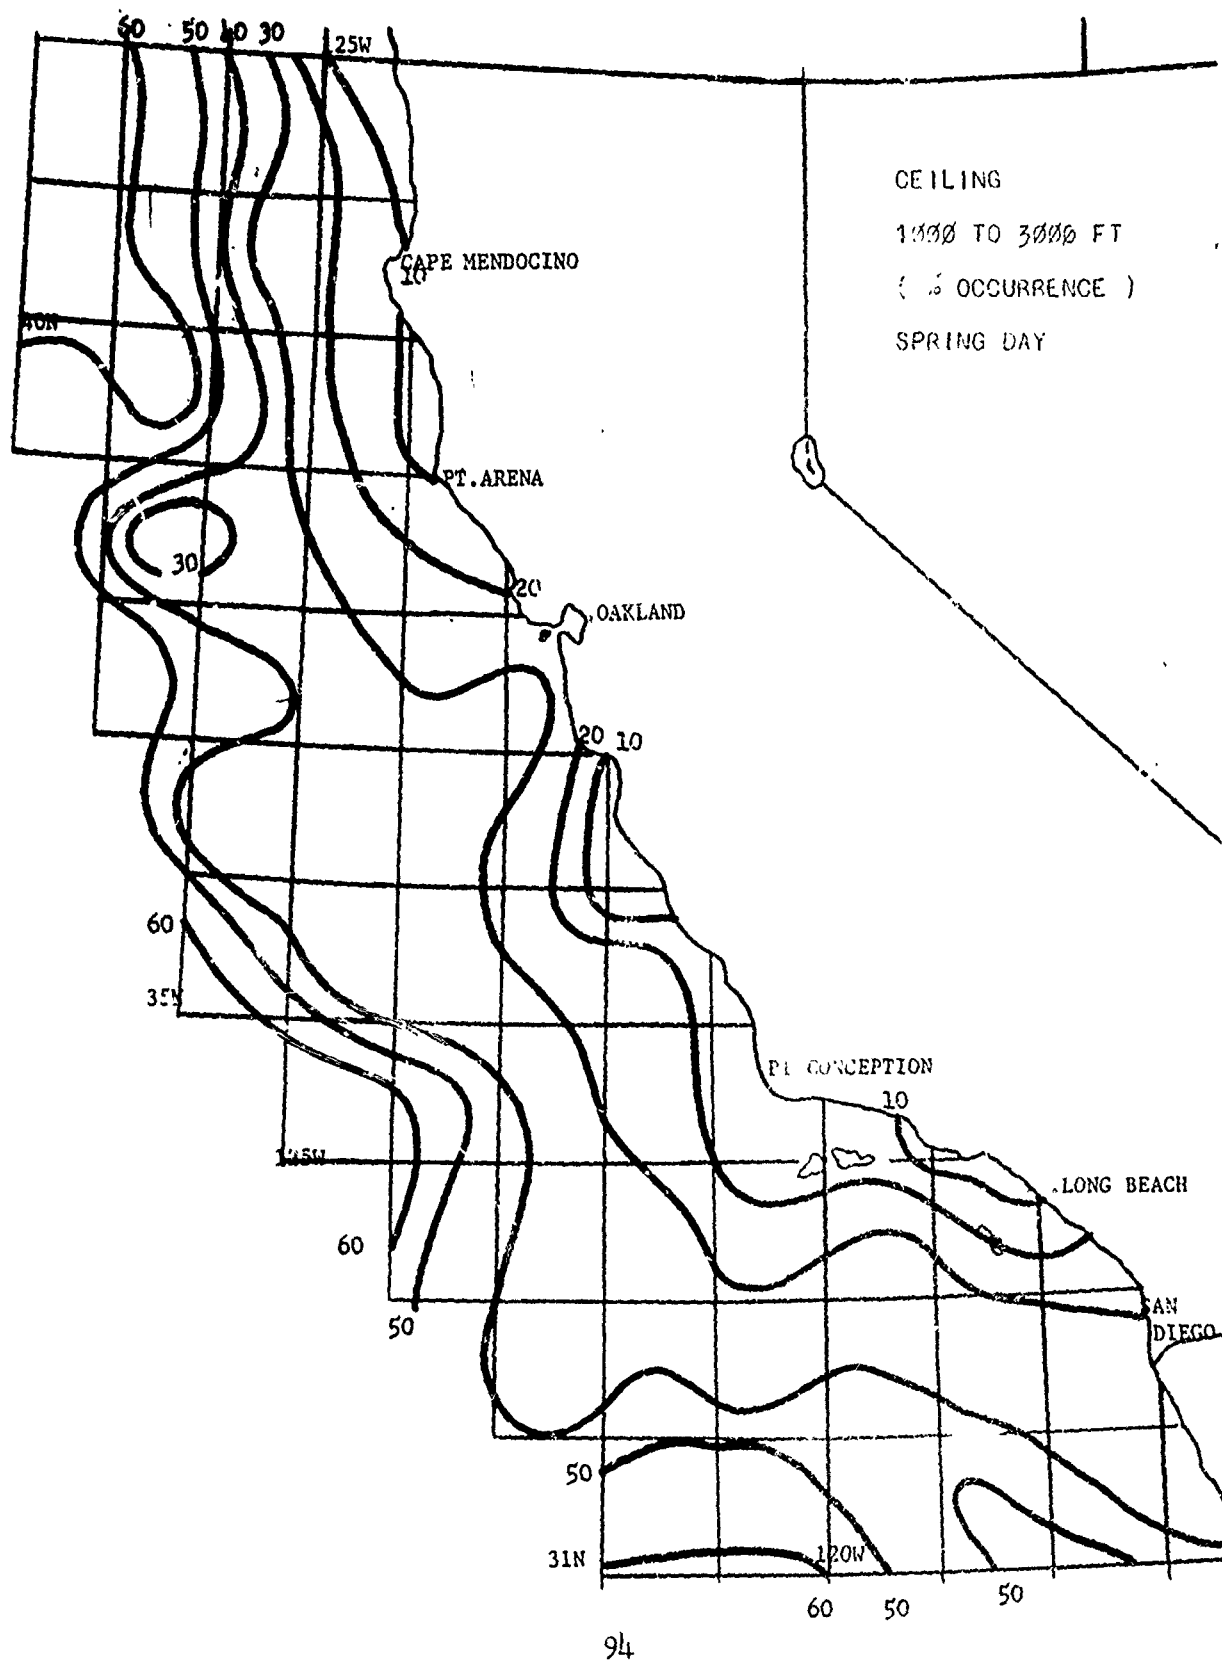 60 50 40 30
25W
CEILING
1000 TO 3000 FT
( % OCCURRENCE )
SPRING DAY
CAPE MENDOCINO
10
40N
PT.ARENA
30
20
OAKLAND
20 10
60
35N
PT CONCEPTION
10
125W
LONG BEACH
60
SAN
DIEGO
50
50
31N
120W
60 50 50
94